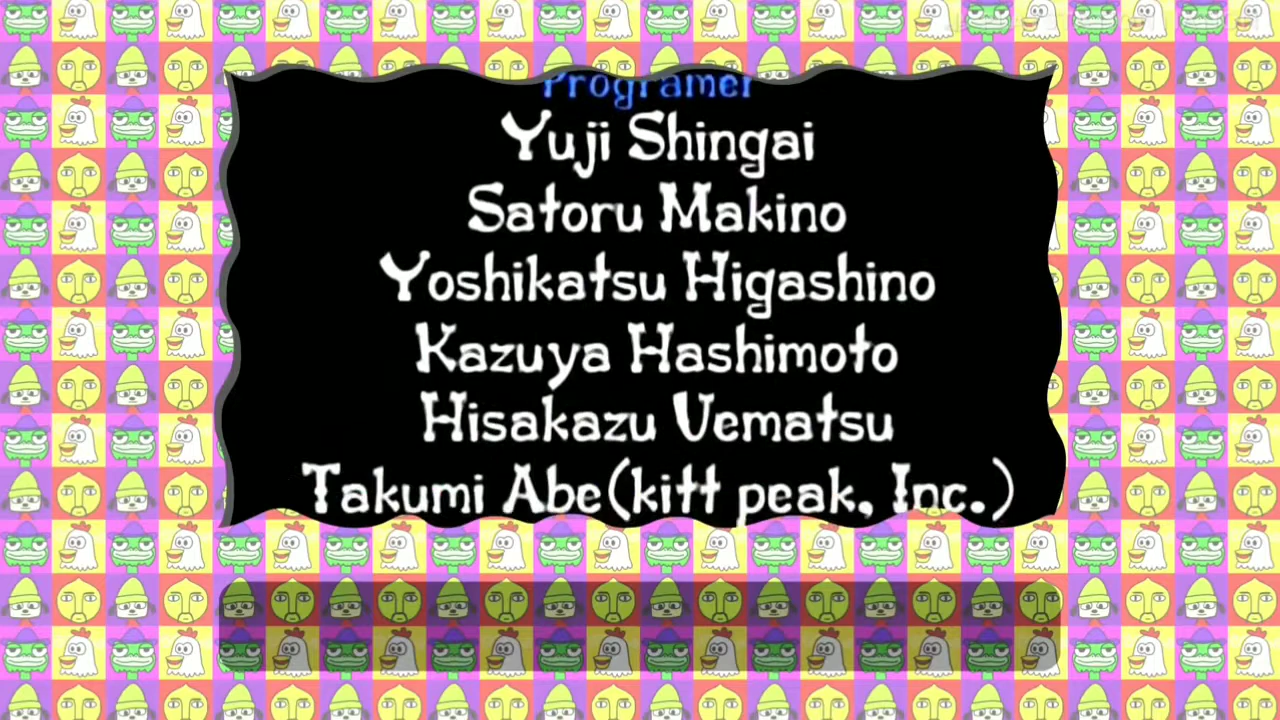 Programer
Yuji Shingai
Satoru Makino
Yoshikatsu Higashino
Kazuya Hashimoto
Hisakazu Uematsu
Takumi Abe(kitt peak, Inc.)